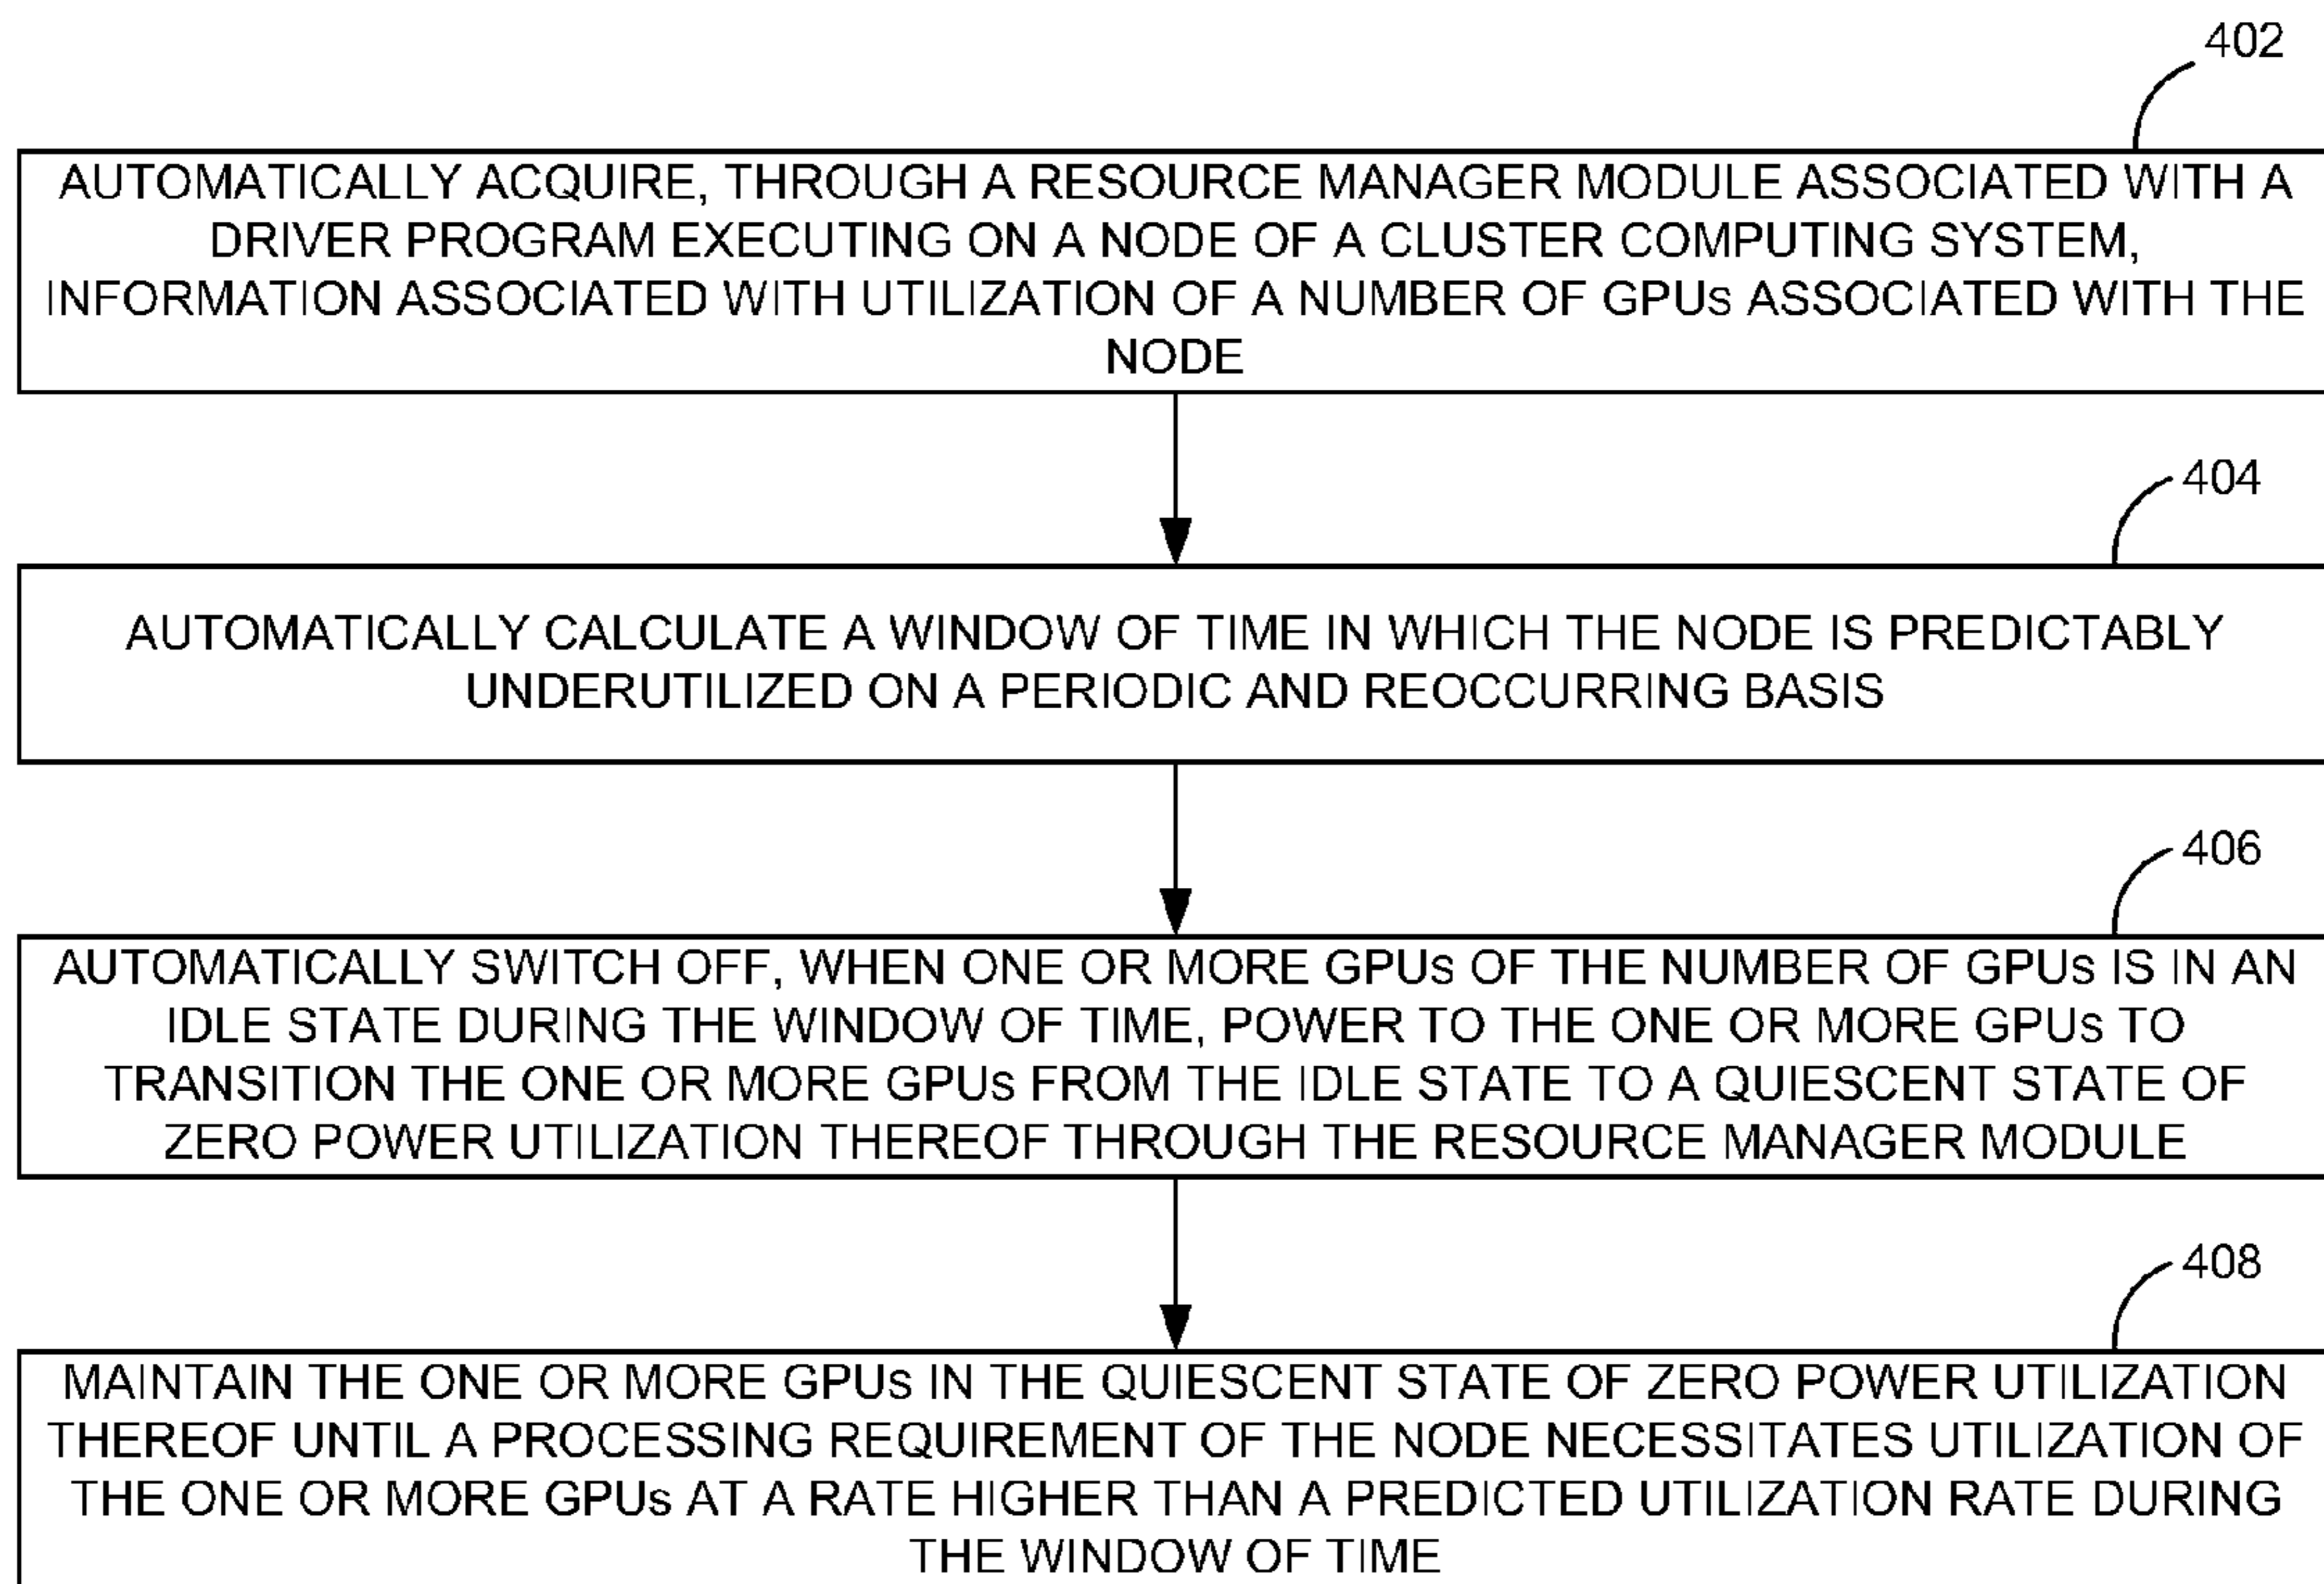 402
AUTOMATICALLY ACQUIRE, THROUGH A RESOURCE MANAGER MODULE ASSOCIATED WITH A
DRIVER PROGRAM EXECUTING ON A NODE OF A CLUSTER COMPUTING SYSTEM,
INFORMATION ASSOCIATED WITH UTILIZATION OF A NUMBER OF GPUs ASSOCIATED WITH THE
NODE
404
AUTOMATICALLY CALCULATE A WINDOW OF TIME IN WHICH THE NODE IS PREDICTABLY
UNDERUTILIZED ON A PERIODIC AND REOCCURRING BASIS
406
AUTOMATICALLY SWITCH OFF, WHEN ONE OR MORE GPUs OF THE NUMBER OF GPUs IS IN AN
IDLE STATE DURING THE WINDOW OF TIME, POWER TO THE ONE OR MORE GPUs TO
TRANSITION THE ONE OR MORE GPUs FROM THE IDLE STATE TO A QUIESCENT STATE OF
ZERO POWER UTILIZATION THEREOF THROUGH THE RESOURCE MANAGER MODULE
408
MAINTAIN THE ONE OR MORE GPUs IN THE QUIESCENT STATE OF ZERO POWER UTILIZATION
THEREOF UNTIL A PROCESSING REQUIREMENT OF THE NODE NECESSITATES UTILIZATION OF
THE ONE OR MORE GPUs AT A RATE HIGHER THAN A PREDICTED UTILIZATION RATE DURING
THE WINDOW OF TIME